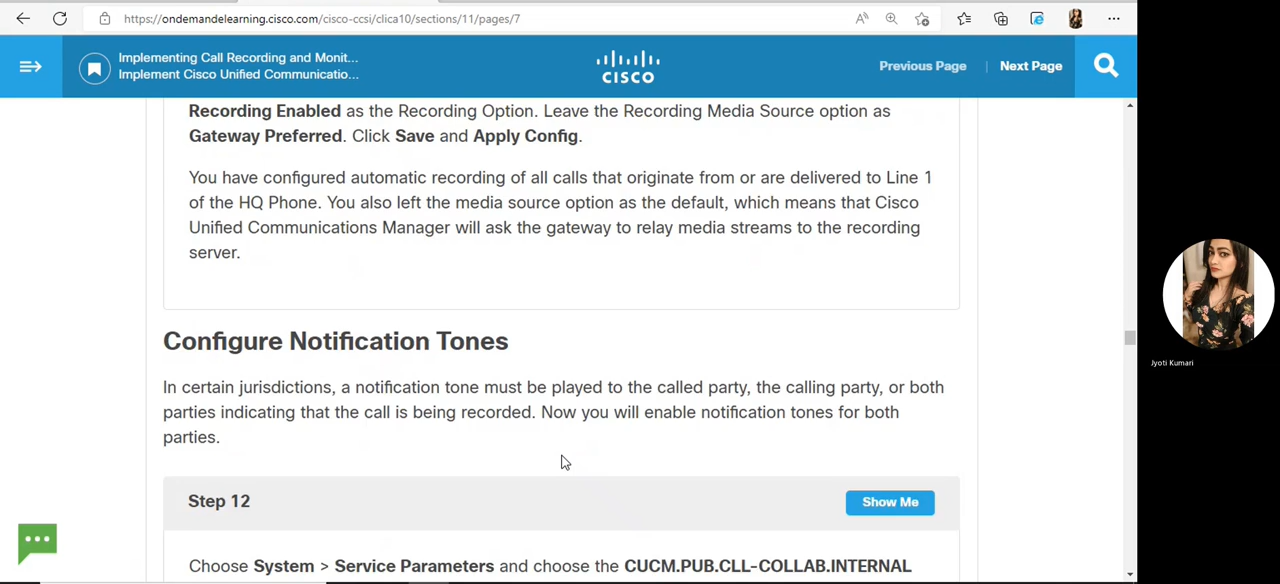 https://ondemandelearning.cisco.com/cisco-ccsi/clica10/sections/11/pages/7
Implementing Call Recording and Monit...
Implement Cisco Unified Communicatio...
CISCO
Previous Page | Next Page
Recording Enabled as the Recording Option. Leave the Recording Media Source option as
Gateway Preferred. Click Save and Apply Config.
You have configured automatic recording of all calls that originate from or are delivered to Line 1
of the HQ Phone. You also left the media source option as the default, which means that Cisco
Unified Communications Manager will ask the gateway to relay media streams to the recording
server.
Jyoti Kumari
Configure Notification Tones
In certain jurisdictions, a notification tone must be played to the called party, the calling party, or both
parties indicating that the call is being recorded. Now you will enable notification tones for both
parties.
Step 12
Show Me
Choose System > Service Parameters and choose the CUCM.PUB.CLL-COLLAB.INTERNAL